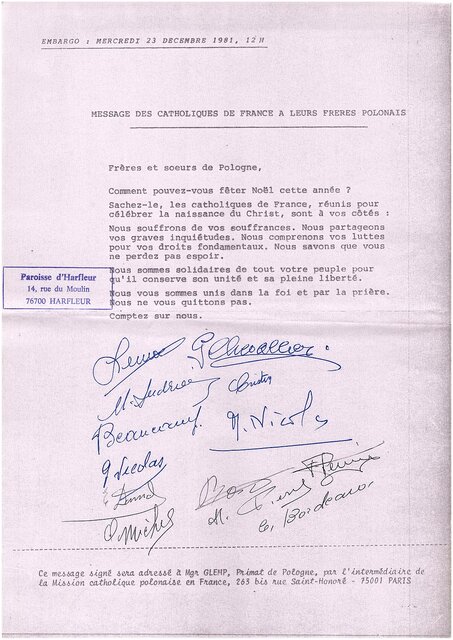 EMBARGO : MERCREDI 23 DECEMBRE 1981, 12 H
MESSAGE DES CATHOLIQUES DE FRANCE A LEURS FRERES POLONAIS
Frères et soeurs de Pologne,
Comment pouvez-vous fêter Noël cette année ?
Sachez-le, les catholiques de France, réunis pour
célébrer la naissance du Christ, sont à vos côtés :
Nous souffrons de vos souffrances. Nous partageons
vos graves inquiétudes. Nous comprenons vos luttes
pour vos droits fondamentaux. Nous savons que vous
ne perdez pas espoir.
Paroisse d'Harfleur
14, rue du Moulin
76700 HARFLEUR
Nous sommes solidaires de tout votre peuple pour
qu'il conserve son unité et sa pleine liberté.
Nous vous sommes unis dans la foi et par la prière.
Nous ne vous quittons pas.
Comptez sur nous.
Beaucamp
M. Nicolas
G Nicolas
Ce message signé sera adressé à Mgr GLEMP, Primat de Pologne, par l'intermédiaire de
la Mission catholique polonaise en France, 263 bis rue Saint-Honoré - 75001 PARIS